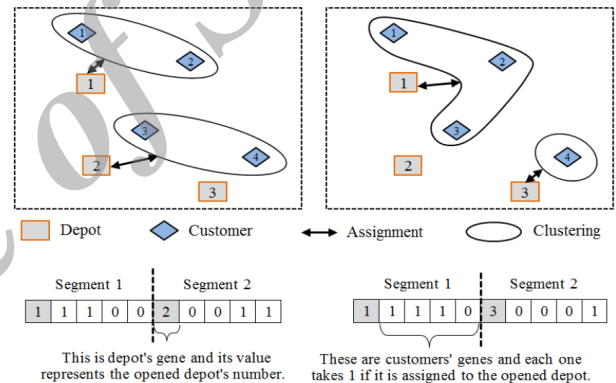 1
2
1
3
4
2
3
1
2
1
3
2
4
3
Depot
Customer
Assignment
Clustering
Segment 1 Segment 2
1 1 1 0 0 2 0 0 1 1
This is depot's gene and its value
represents the opened depot's number.
Segment 1 Segment 2
1 1 1 1 0 3 0 0 0 1
These are customers' genes and each one
takes 1 if it is assigned to the opened depot.